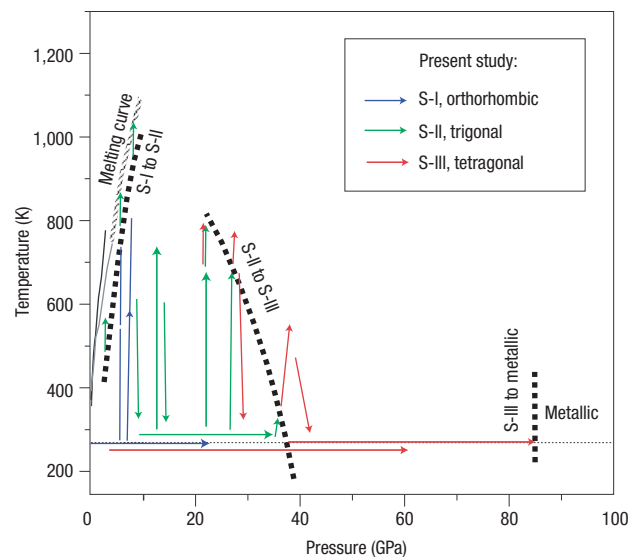 1,200
1,000
800
600
400
200
Temperature (K)
0
20
40
60
80
100
Pressure (GPa)
Present study:
S-I, orthorhombic
S-II, trigonal
S-III, tetragonal
Melting curve
S-I to S-II
S-II to S-III
S-III to metallic
Metallic